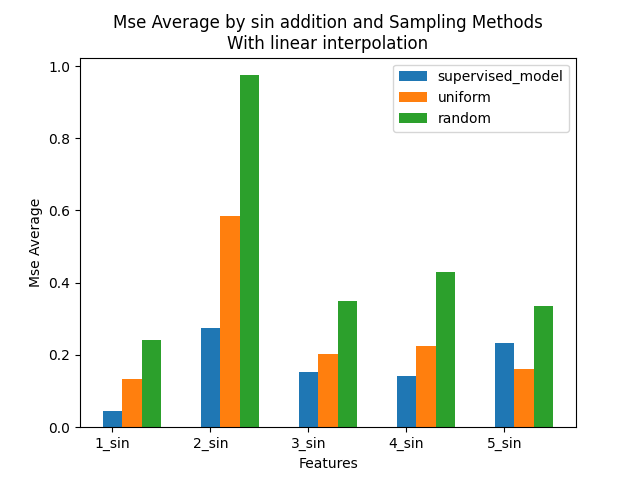 Mse Average by sin addition and Sampling Methods
With linear interpolation
supervised_model
uniform
random
Mse Average
1.0
0.8
0.6
0.4
0.2
0.0
1_sin
2_sin
3_sin
4_sin
5_sin
Features